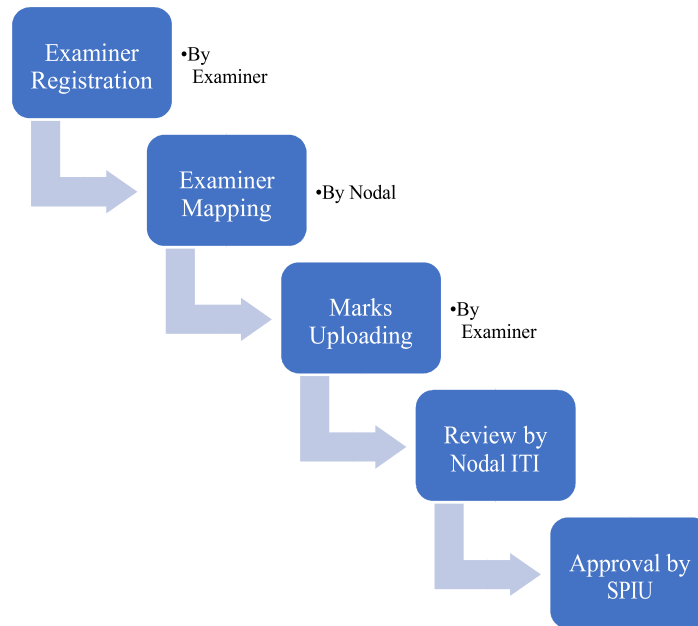 Examiner
Registration
•By
Examiner
Examiner
Mapping
•By Nodal
Marks
Uploading
•By
Examiner
Review by
Nodal ITI
Approval by
SPIU